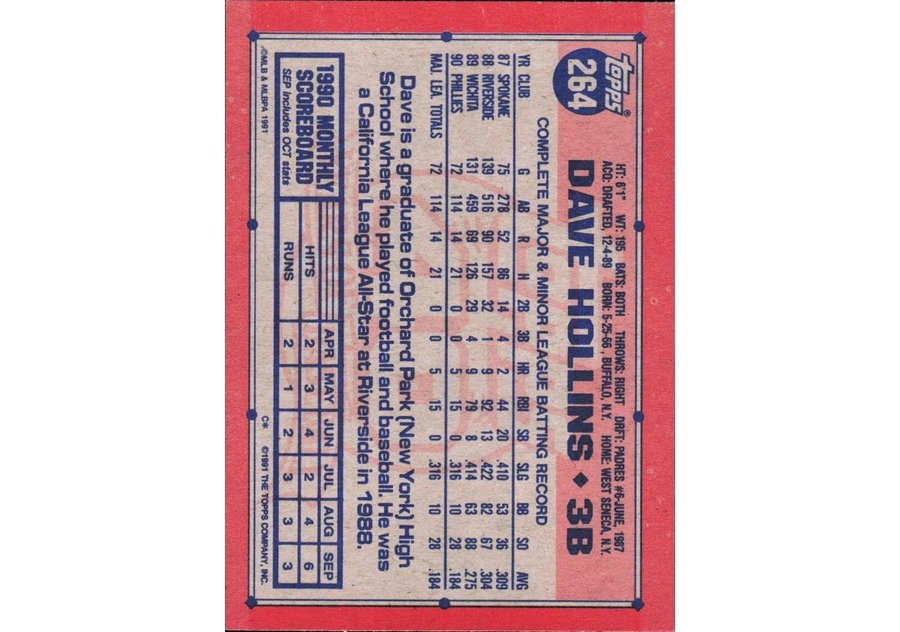 topps®
264
DAVE HOLLINS ◆ 3B
HT: 6'1" WT: 195 BATS: BOTH THROWS: RIGHT DRFT: PADRES #6-JUNE, 1987
ACQ: DRAFTED, 12-4-89 BORN: 5-25-66, BUFFALO, N.Y. HOME: WEST SENECA, N.Y.
COMPLETE MAJOR & MINOR LEAGUE BATTING RECORD
YR CLUB G AB R H 2B 3B HR RBI SB SLG BB SO AVG
87 SPOKANE 75 278 52 86 14 4 2 44 20 .410 53 36 .309
88 RIVERSIDE 139 516 90 157 32 1 9 92 13 .422 82 67 .304
89 WICHITA 131 459 69 126 29 4 9 79 8 .414 63 88 .275
90 PHILLIES 72 114 14 21 0 0 5 15 0 .316 10 28 .184
MAJ. LEA. TOTALS 72 114 14 21 0 0 5 15 0 .316 10 28 .184
Dave is a graduate of Orchard Park (New York) High
School where he played football and baseball. He was
a California League All-Star at Riverside in 1988.
1990 MONTHLY
SCOREBOARD
SEP includes OCT stats
APR MAY JUN JUL AUG SEP
HITS 2 3 4 2 4 6
RUNS 2 1 2 3 3 3
©MLB & MLBPA 1991
C* ©1991 THE TOPPS COMPANY, INC.